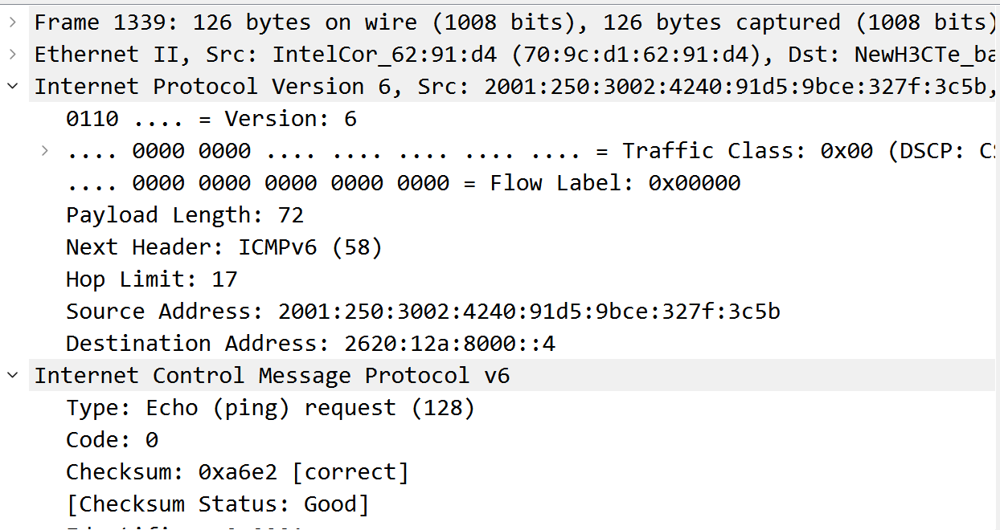 Frame 1339: 126 bytes on wire (1008 bits), 126 bytes captured (1008 bits)
Ethernet II, Src: IntelCor_62:91:d4 (70:9c:d1:62:91:d4), Dst: NewH3CTe_ba
Internet Protocol Version 6, Src: 2001:250:3002:4240:91d5:9bce:327f:3c5b,
0110 .... = Version: 6
.... 0000 0000 .... .... .... .... .... = Traffic Class: 0x00 (DSCP: CS
.... 0000 0000 0000 0000 0000 = Flow Label: 0x00000
Payload Length: 72
Next Header: ICMPv6 (58)
Hop Limit: 17
Source Address: 2001:250:3002:4240:91d5:9bce:327f:3c5b
Destination Address: 2620:12a:8000::4
Internet Control Message Protocol v6
Type: Echo (ping) request (128)
Code: 0
Checksum: 0xa6e2 [correct]
[Checksum Status: Good]